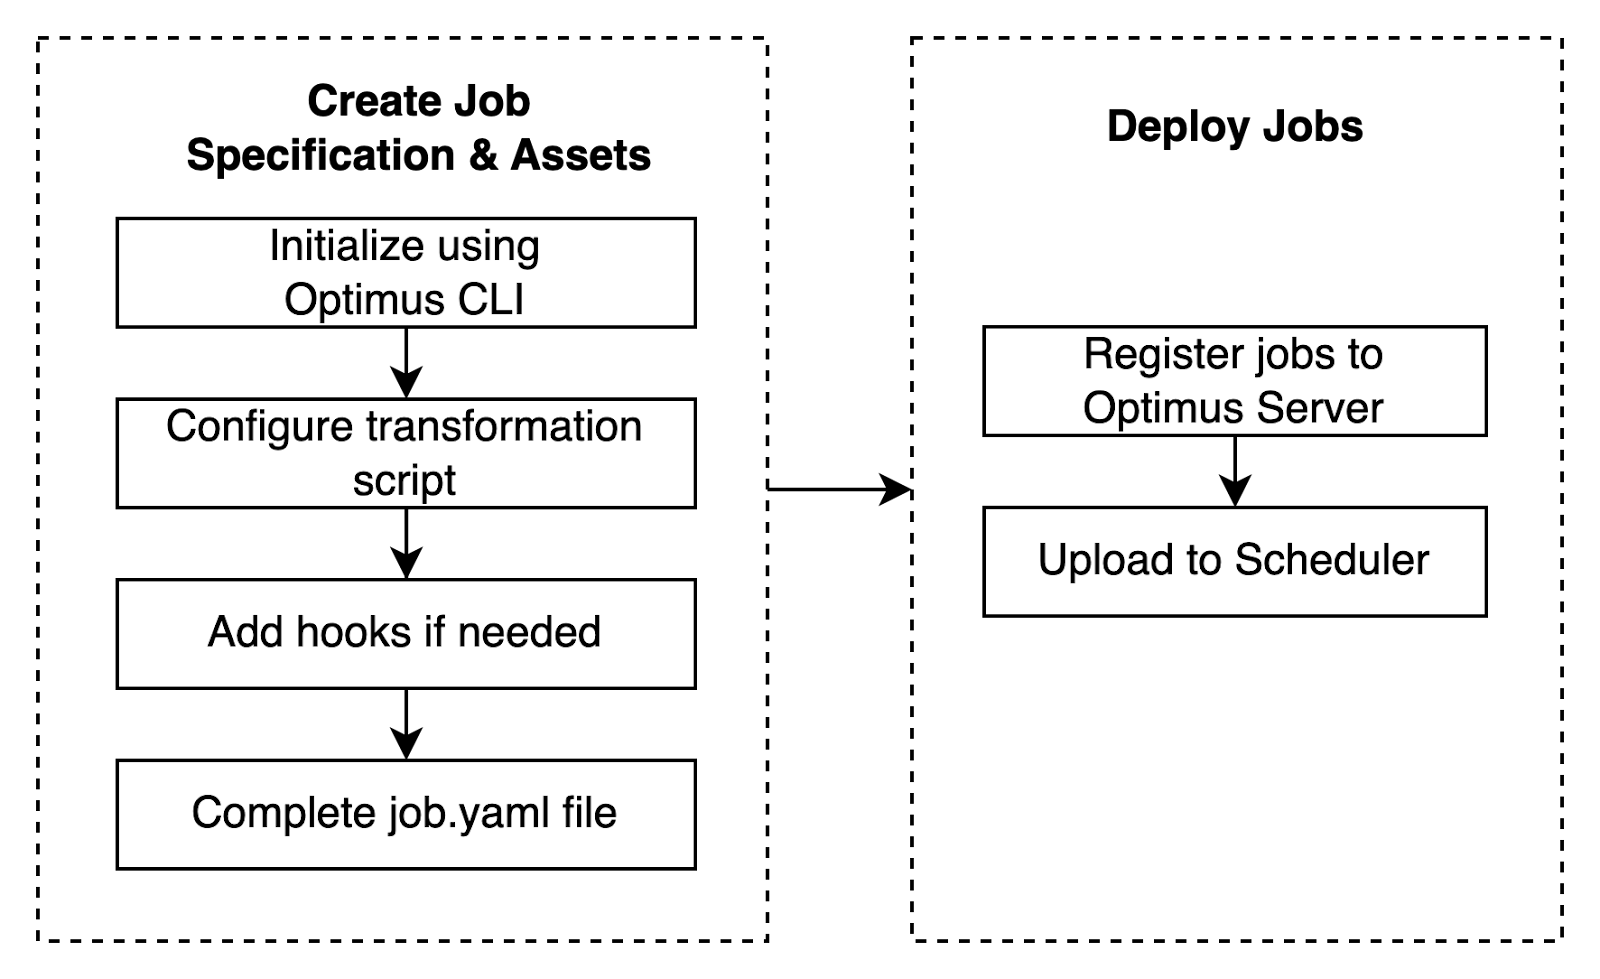 Create Job
Specification & Assets
Initialize using
Optimus CLI
Configure transformation
script
Add hooks if needed
Complete job.yaml file
Deploy Jobs
Register jobs to
Optimus Server
Upload to Scheduler